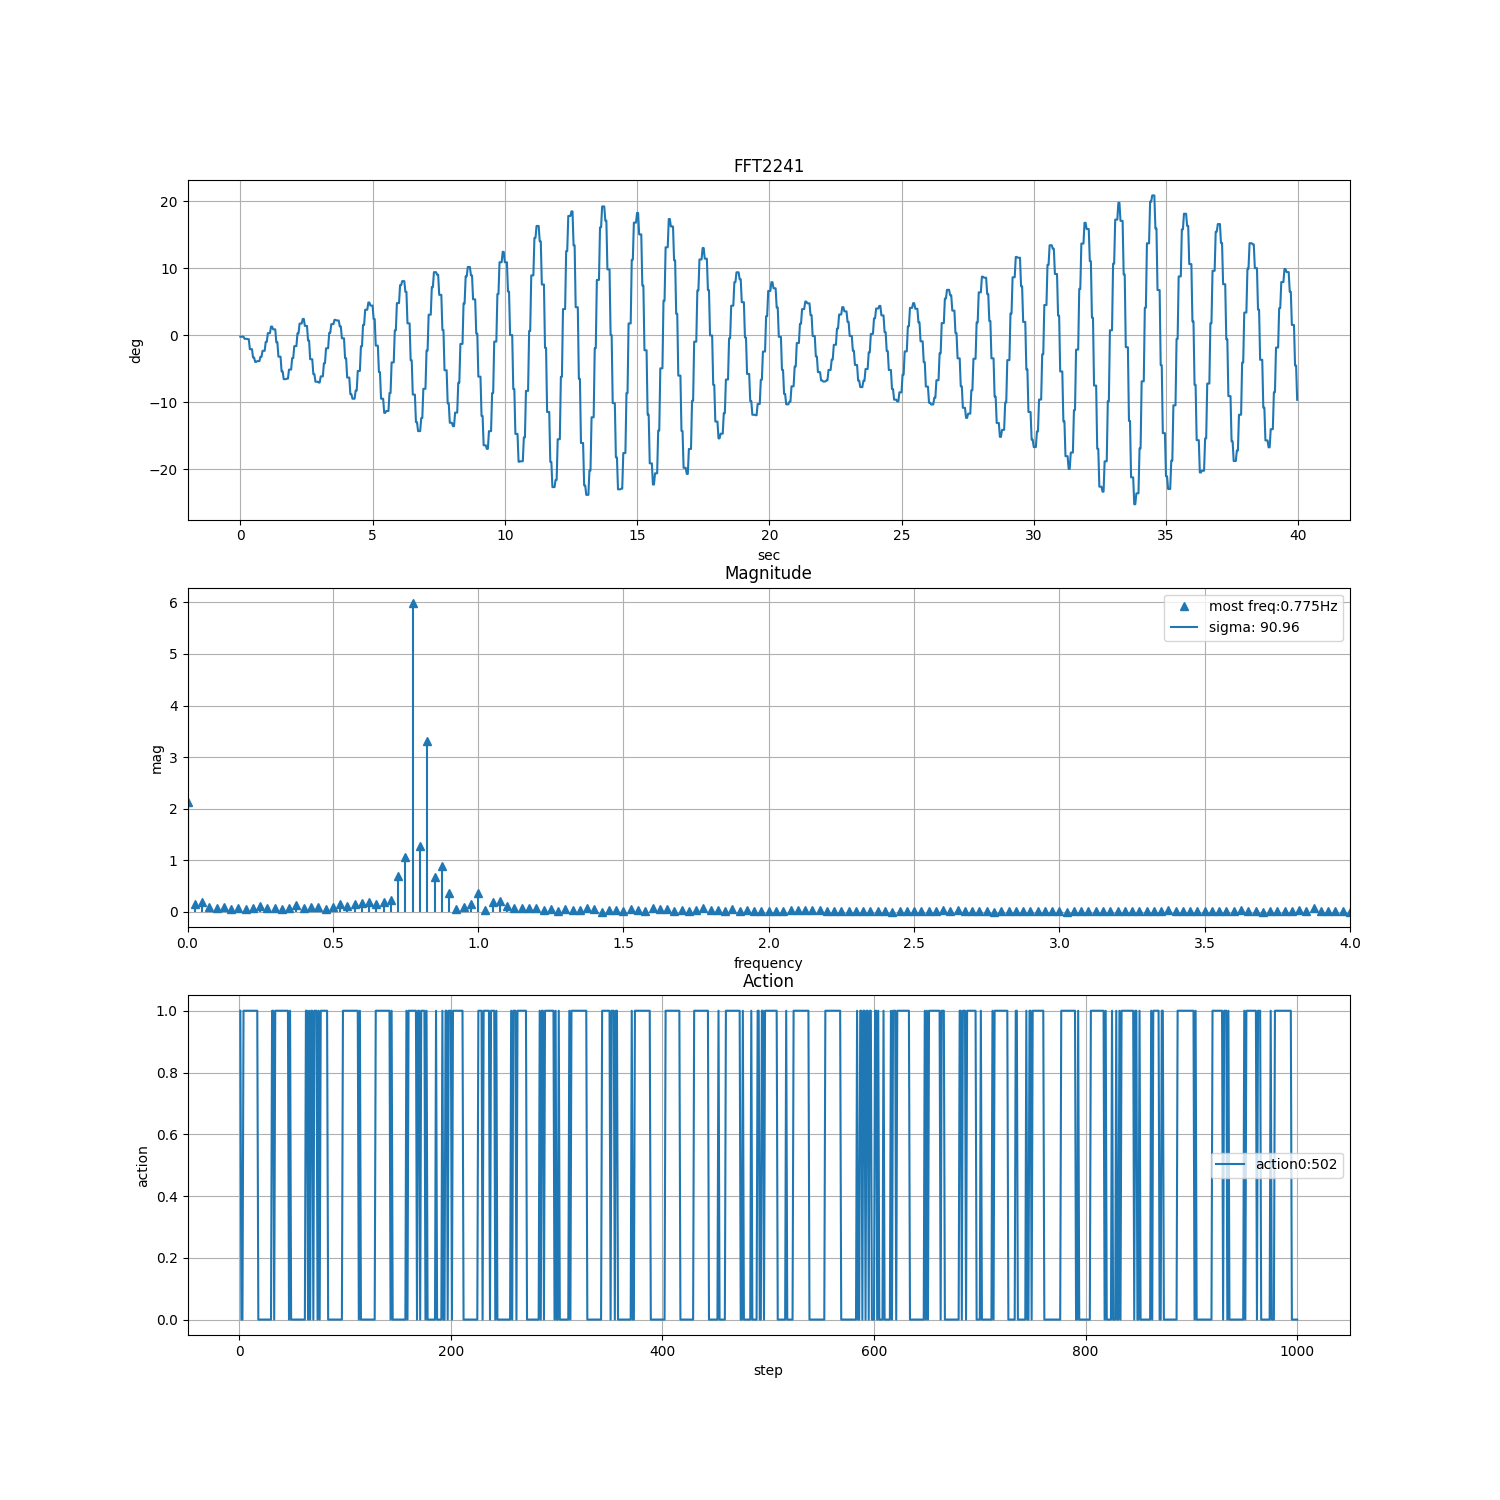 FFT2241
20
10
0
−10
−20
deg
0 5 10 15 20 25 30 35 40
sec
Magnitude
6
5
4
3
2
1
0
mag
most freq:0.775Hz
sigma: 90.96
0.0 0.5 1.0 1.5 2.0 2.5 3.0 3.5 4.0
frequency
Action
1.0
0.8
0.6
0.4
0.2
0.0
action
action0:502
0 200 400 600 800 1000
step